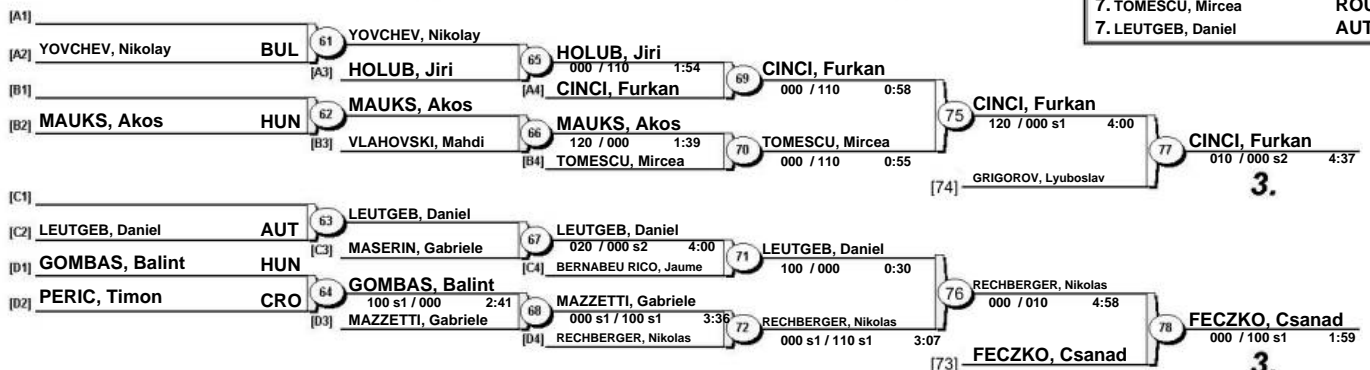 7. TOMESCU, Mircea ROU
7. LEUTGEB, Daniel AUT
[A1]
[A2] YOVCHEV, Nikolay BUL
61 YOVCHEV, Nikolay
[A3] HOLUB, Jiri
65 HOLUB, Jiri
000 / 110 1:54
[A4] CINCI, Furkan
69 CINCI, Furkan
000 / 110 0:58
[B1]
[B2] MAUKS, Akos HUN
62 MAUKS, Akos
[B3] VLAHOVSKI, Mahdi
66 MAUKS, Akos
120 / 000 1:39
[B4] TOMESCU, Mircea
70 TOMESCU, Mircea
000 / 110 0:55
75 CINCI, Furkan
120 / 000 s1 4:00
[74] GRIGOROV, Lyuboslav
77 CINCI, Furkan
010 / 000 s2 4:37
3.
[C1]
[C2] LEUTGEB, Daniel AUT
63 LEUTGEB, Daniel
[C3] MASERIN, Gabriele
67 LEUTGEB, Daniel
020 / 000 s2 4:00
[C4] BERNABEU RICO, Jaume
71 LEUTGEB, Daniel
100 / 000 0:30
[D1] GOMBAS, Balint HUN
[D2] PERIC, Timon CRO
64 GOMBAS, Balint
100 s1 / 000 2:41
[D3] MAZZETTI, Gabriele
68 MAZZETTI, Gabriele
000 s1 / 100 s1 3:36
[D4] RECHBERGER, Nikolas
72 RECHBERGER, Nikolas
000 s1 / 110 s1 3:07
76 RECHBERGER, Nikolas
000 / 010 4:58
[73] FECZKO, Csanad
78 FECZKO, Csanad
000 / 100 s1 1:59
3.